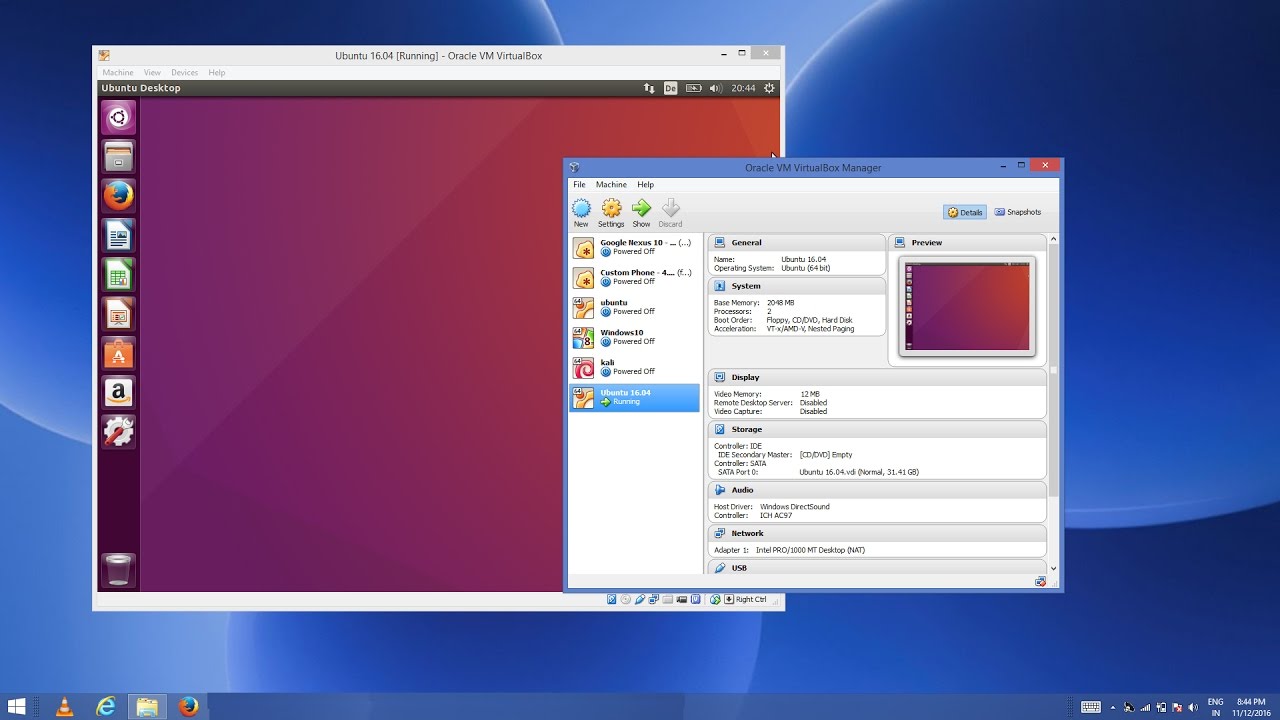 Ubuntu 16.04 [Running] - Oracle VM VirtualBox
Machine View Devices Help
Ubuntu Desktop
De
20:44
Right Ctrl
Oracle VM VirtualBox Manager
File Machine Help
New Settings Show Discard
Details Snapshots
Google Nexus 10 - ... (...)
Powered Off
Custom Phone - 4.... (f...)
Powered Off
ubuntu
Powered Off
Windows10
Powered Off
kali
Powered Off
Ubuntu 16.04
Running
General
Name: Ubuntu 16.04
Operating System: Ubuntu (64 bit)
System
Base Memory: 2048 MB
Processors: 2
Boot Order: Floppy, CD/DVD, Hard Disk
Acceleration: VT-x/AMD-V, Nested Paging
Preview
Display
Video Memory: 12 MB
Remote Desktop Server: Disabled
Video Capture: Disabled
Storage
Controller: IDE
IDE Secondary Master: [CD/DVD] Empty
Controller: SATA
SATA Port 0: Ubuntu 16.04.vdi (Normal, 31.41 GB)
Audio
Host Driver: Windows DirectSound
Controller: ICH AC97
Network
Adapter 1: Intel PRO/1000 MT Desktop (NAT)
USB
ENG
IN
8:44 PM
11/12/2016